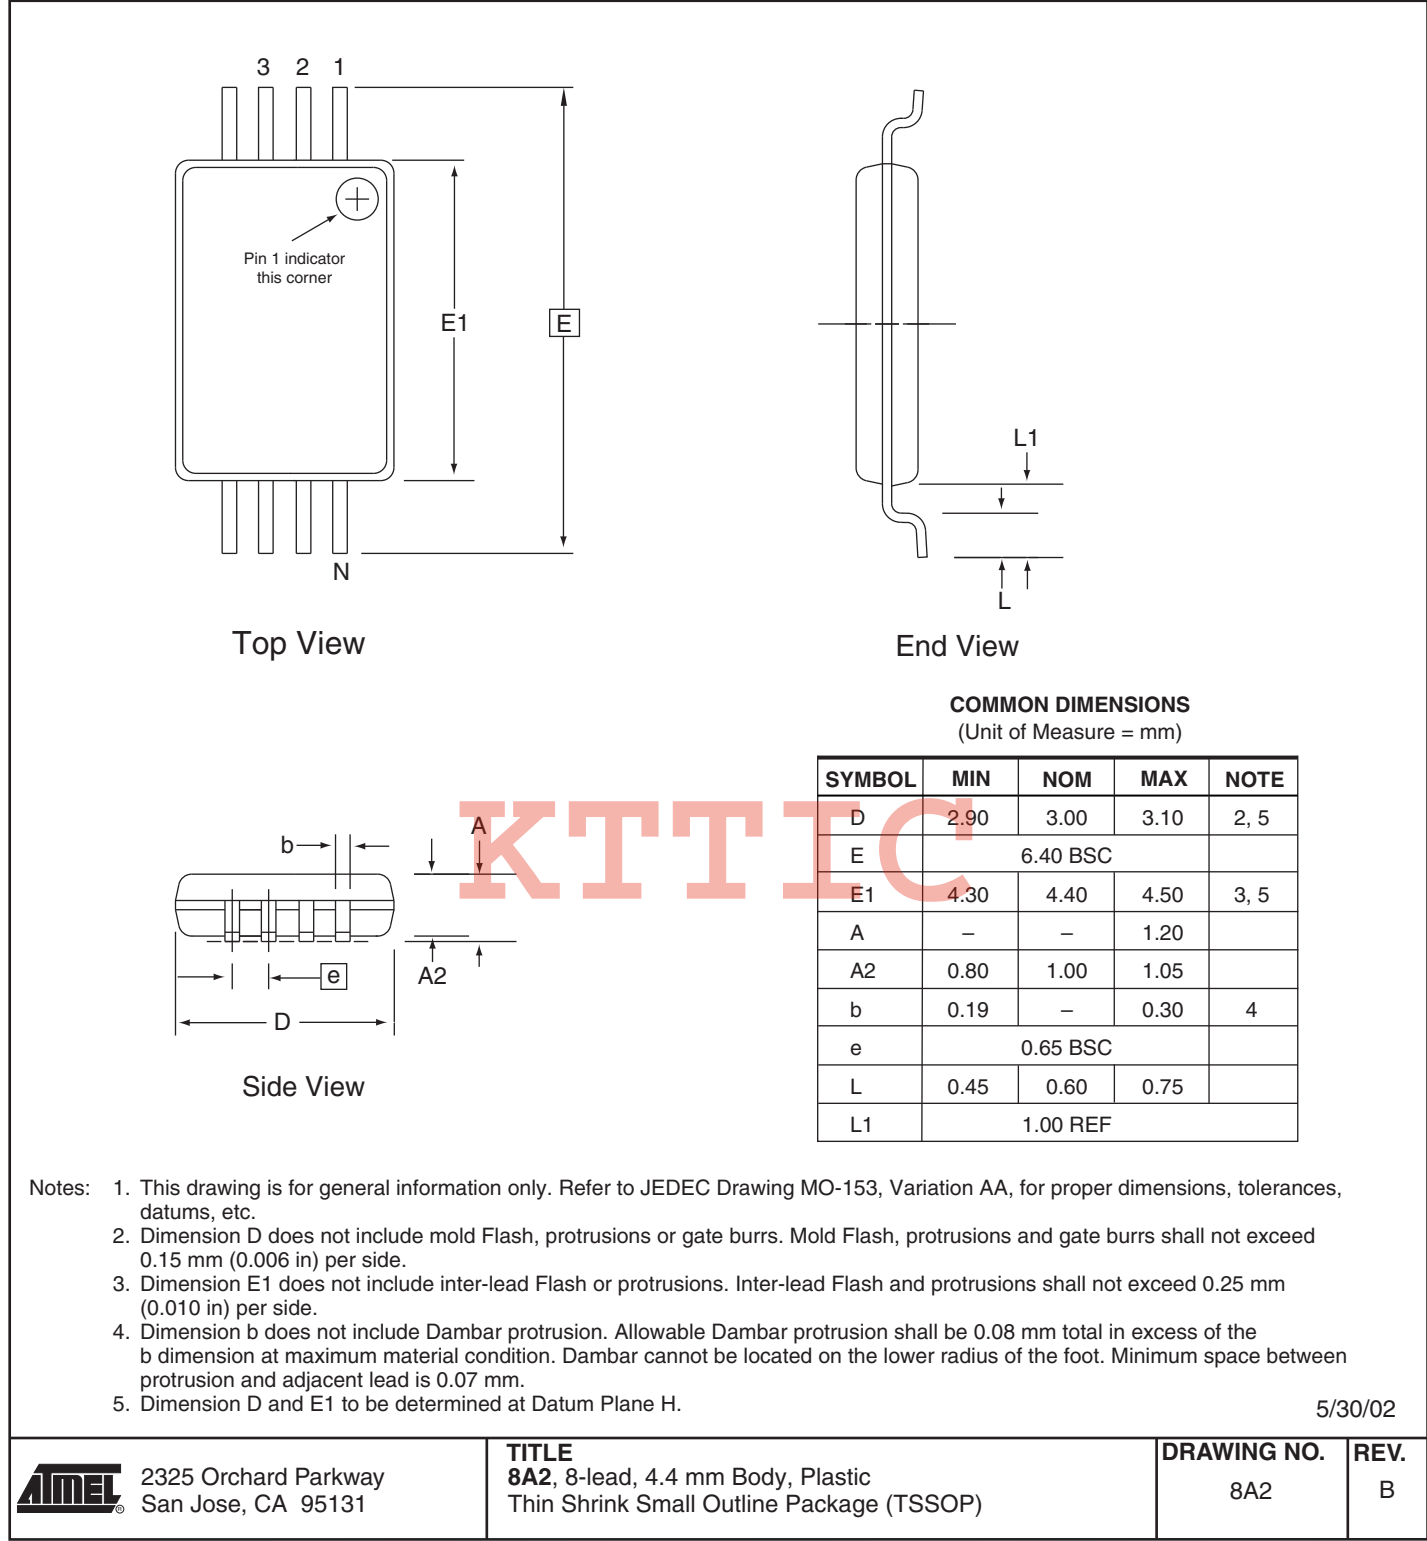 3 2 1
Pin 1 indicator
this corner
E1
E
N
Top View
L1
L
End View
COMMON DIMENSIONS
(Unit of Measure = mm)
SYMBOL MIN NOM MAX NOTE
D 2.90 3.00 3.10 2, 5
E 6.40 BSC
E1 4.30 4.40 4.50 3, 5
A – – 1.20
A2 0.80 1.00 1.05
b 0.19 – 0.30 4
e 0.65 BSC
L 0.45 0.60 0.75
L1 1.00 REF
KTTIC
b
A
e
A2
D
Side View
Notes: 1. This drawing is for general information only. Refer to JEDEC Drawing MO-153, Variation AA, for proper dimensions, tolerances,
datums, etc.
2. Dimension D does not include mold Flash, protrusions or gate burrs. Mold Flash, protrusions and gate burrs shall not exceed
0.15 mm (0.006 in) per side.
3. Dimension E1 does not include inter-lead Flash or protrusions. Inter-lead Flash and protrusions shall not exceed 0.25 mm
(0.010 in) per side.
4. Dimension b does not include Dambar protrusion. Allowable Dambar protrusion shall be 0.08 mm total in excess of the
b dimension at maximum material condition. Dambar cannot be located on the lower radius of the foot. Minimum space between
protrusion and adjacent lead is 0.07 mm.
5. Dimension D and E1 to be determined at Datum Plane H.
5/30/02
ATMEL ®
2325 Orchard Parkway
San Jose, CA 95131
TITLE
8A2, 8-lead, 4.4 mm Body, Plastic
Thin Shrink Small Outline Package (TSSOP)
DRAWING NO.
8A2
REV.
B